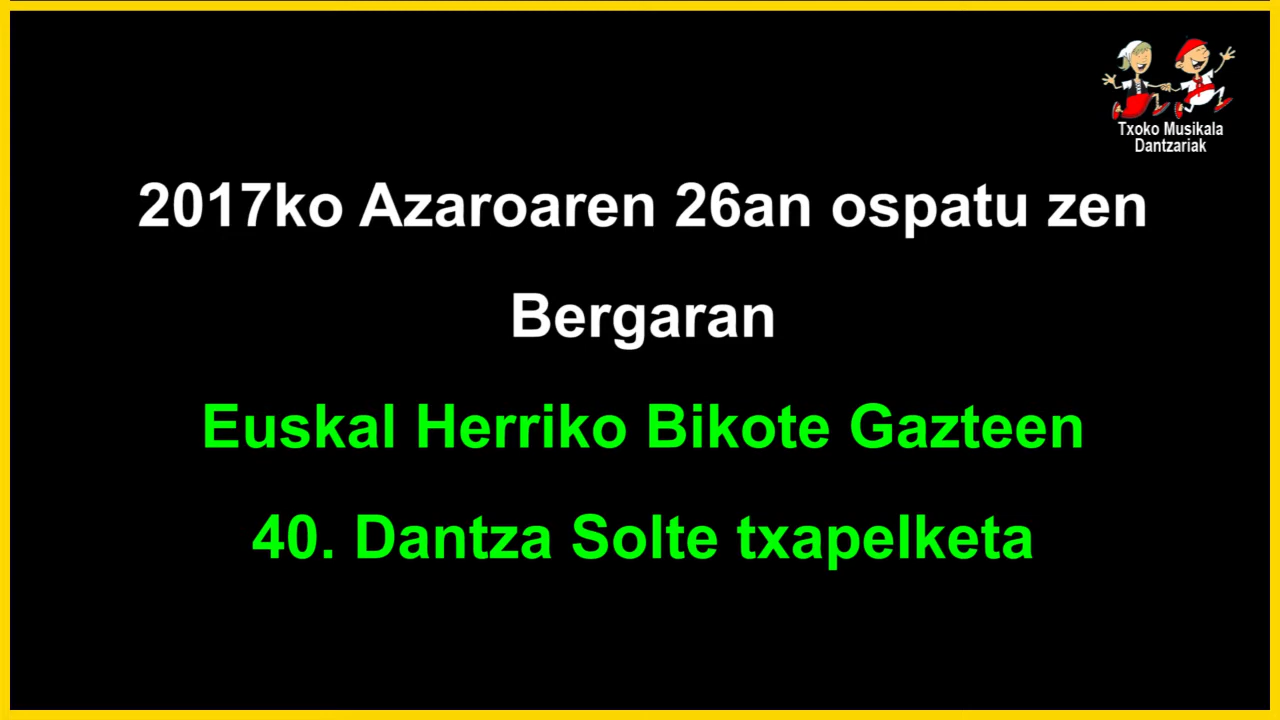 Txoko Musikala
Dantzariak
2017ko Azaroaren 26an ospatu zen
Bergaran
Euskal Herriko Bikote Gazteen
40. Dantza Solte txapelketa